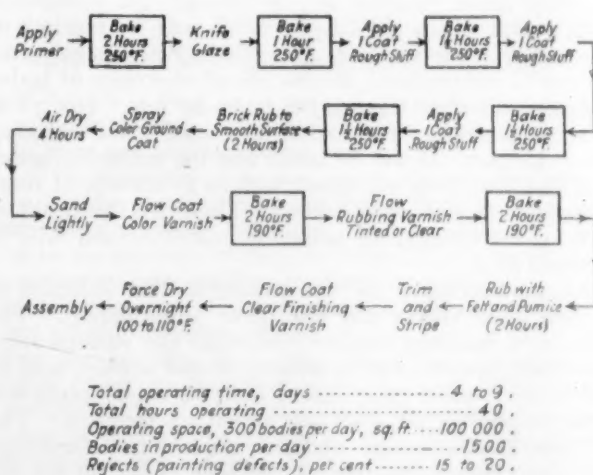 Apply
Primer
Bake
2 Hours
250°F.
Knife
Glaze
Bake
1 Hour
250°F.
Apply
1 Coat
Rough Stuff
Bake
1½ Hours
250°F.
Apply
1 Coat
Rough Stuff
Bake
1½ Hours
250°F.
Apply
1 Coat
Rough Stuff
Bake
1½ Hours
250°F.
Brick Rub to
Smooth Surface
(2 Hours)
Spray
Color Ground
Coat
Air Dry
4 Hours
Sand
Lightly
Flow Coat
Color Varnish
Bake
2 Hours
190°F.
Flow
Rubbing Varnish
Tinted or Clear
Bake
2 Hours
190°F.
Rub with
Felt and Pumice
(2 Hours)
Trim
and
Stripe
Flow Coat
Clear Finishing
Varnish
Force Dry
Overnight
100 to 110°F.
Assembly
Total operating time, days ---------------- 4 to 9.
Total hours operating ---------------------- 40.
Operating space, 300 bodies per day, sq. ft. ---- 100 000.
Bodies in production per day ------------ 1500.
Rejects (painting defects), per cent ------ 15 to 20.